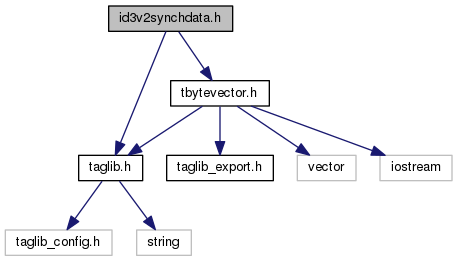 id3v2synchdata.h
tbytevector.h
taglib.h
taglib_export.h
vector
iostream
taglib_config.h
string